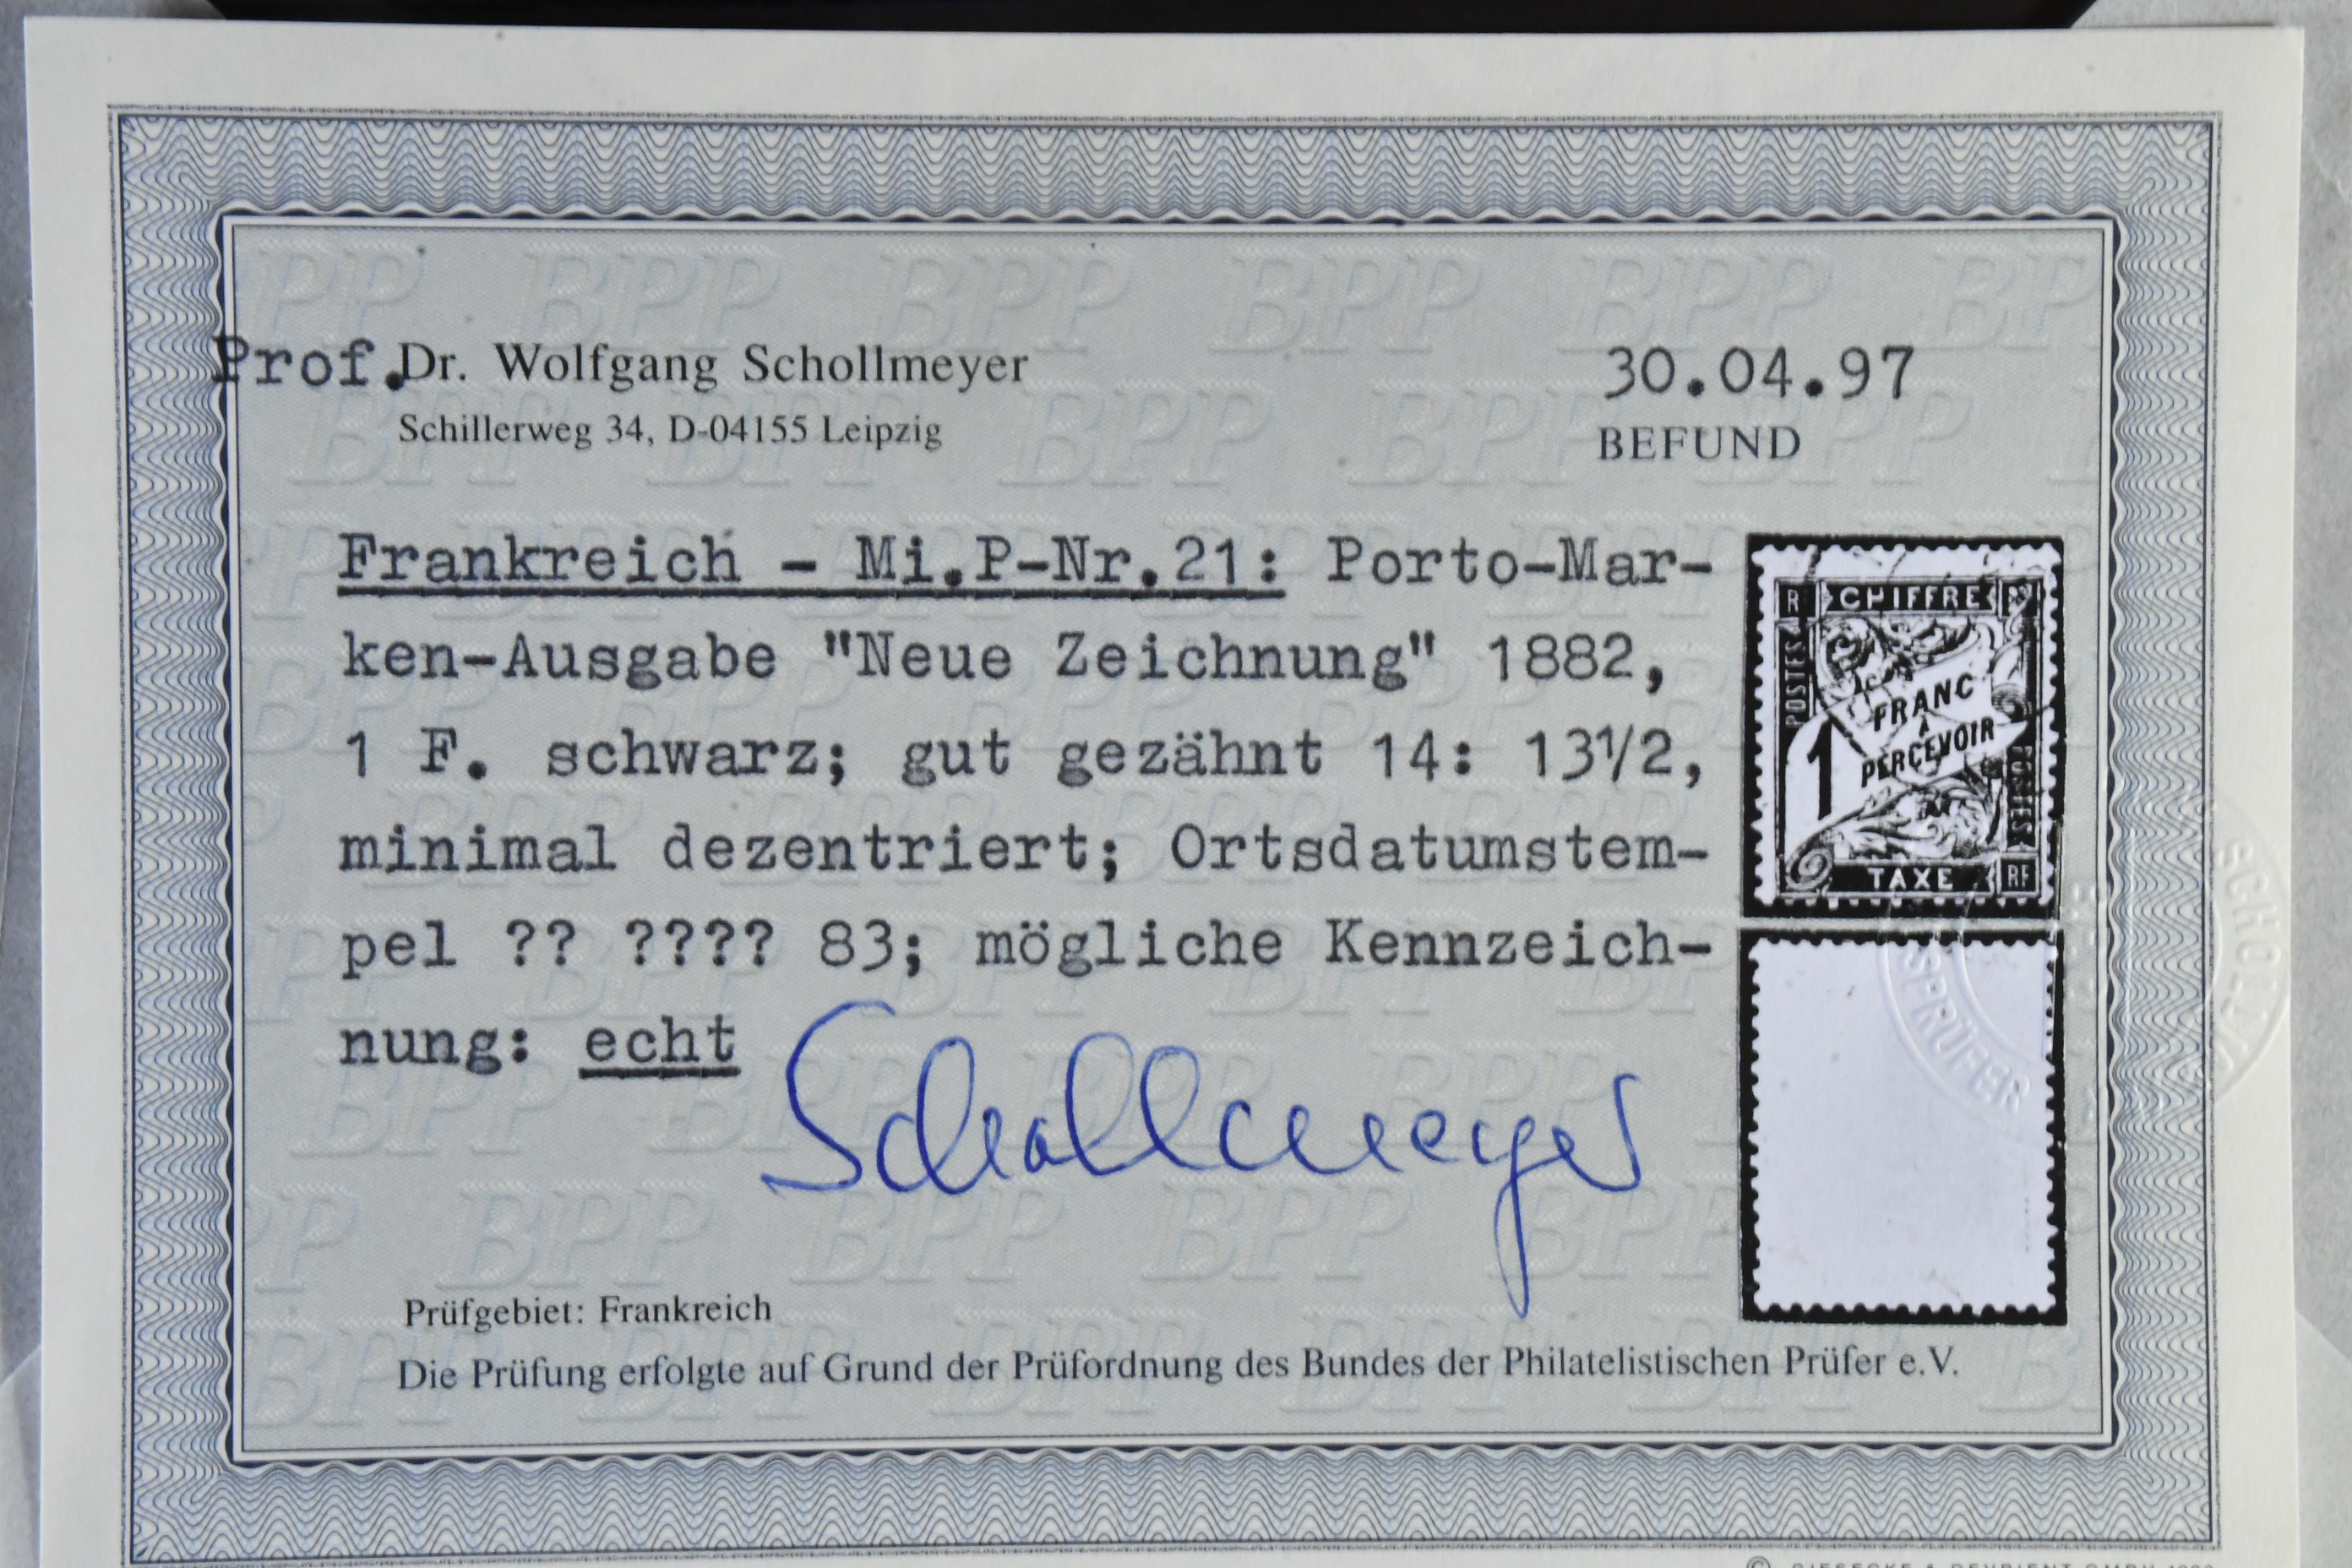 Prof. Dr. Wolfgang Schollmeyer
Schillerweg 34, D-04155 Leipzig
30.04.97
BEFUND
Frankreich - Mi.P-Nr.21: Porto-Mar-
ken-Ausgabe "Neue Zeichnung" 1882,
1 F. schwarz; gut gezähnt 14: 13½,
minimal dezentriert; Ortsdatumstem-
pel ?? ???? 83; mögliche Kennzeich-
nung: echt
Schollmeyer
R CHIFFRE
POSTES
1
FRANC
À
PERCEVOIR
POSTES
TAXE RF
SPRÜFER
Prüfgebiet: Frankreich
Die Prüfung erfolgte auf Grund der Prüfordnung des Bundes der Philatelistischen Prüfer e.V.
BPP